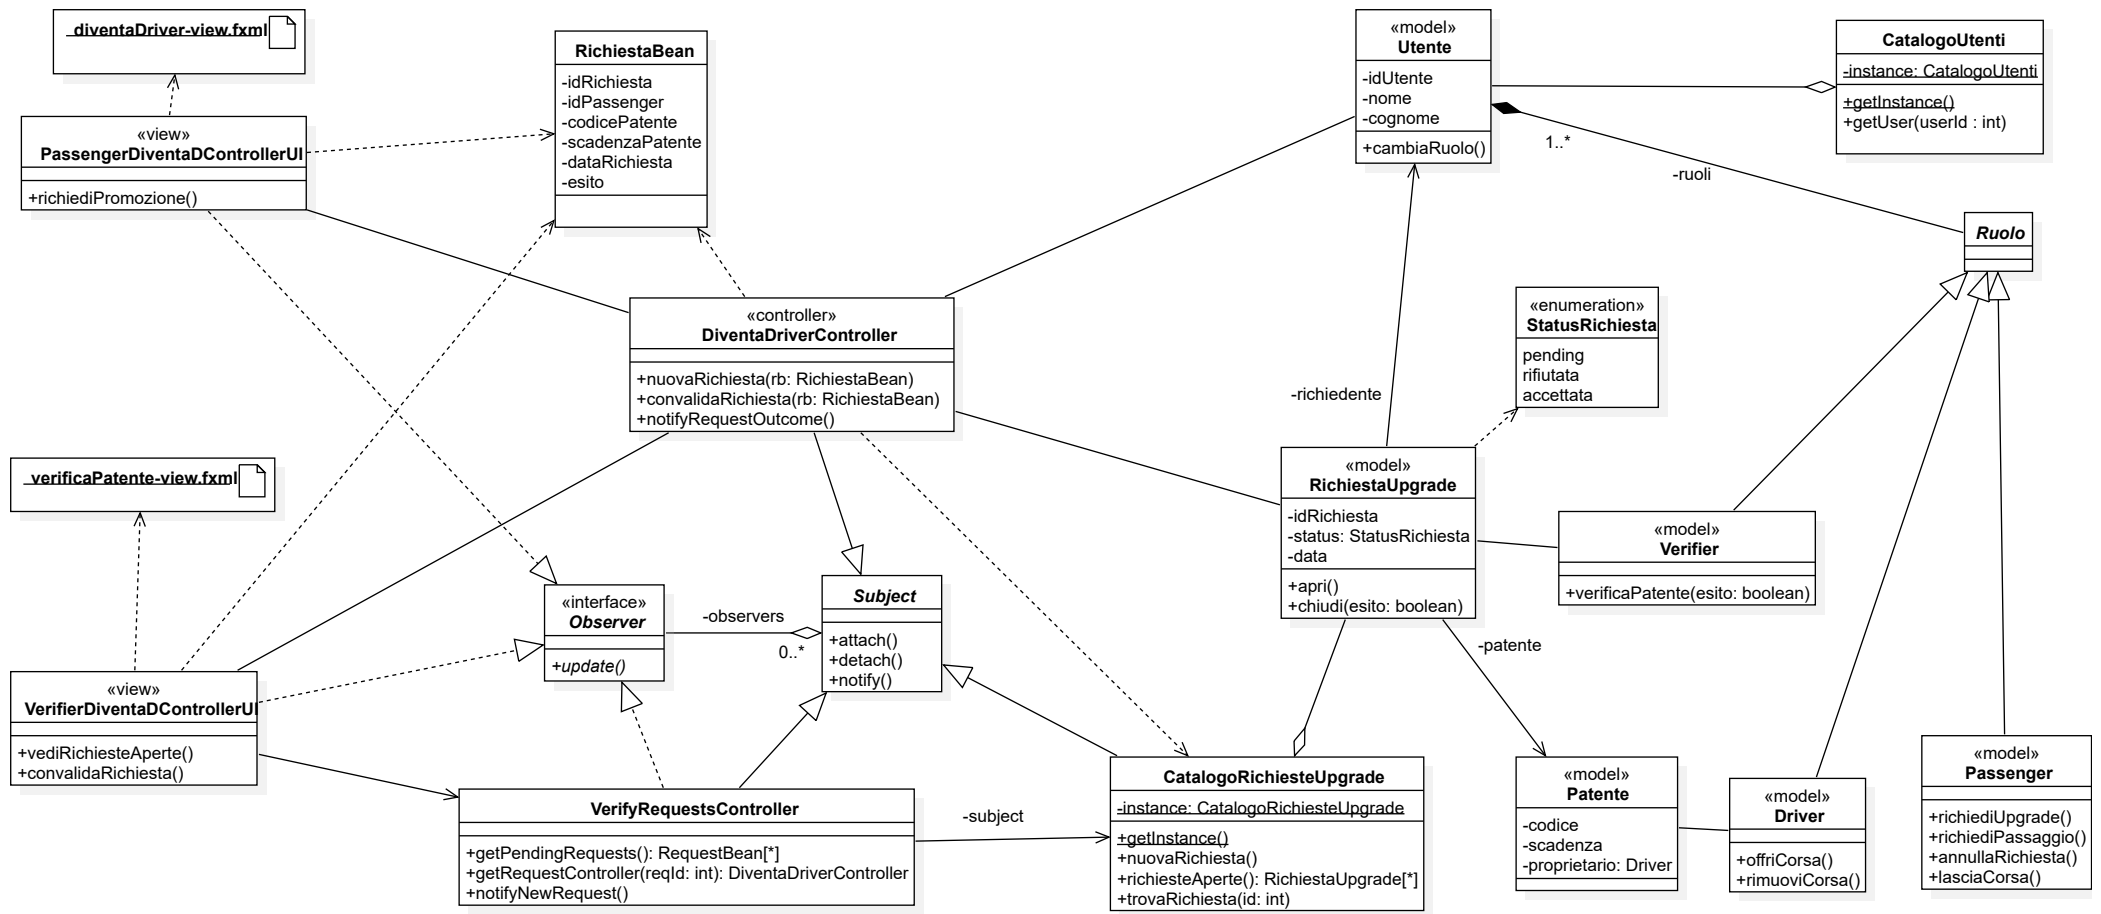 diventaDriver-view.fxml
«view»
PassengerDiventaDControllerUI
+richiediPromozione()
RichiestaBean
-idRichiesta
-idPassenger
-codicePatente
-scadenzaPatente
-dataRichiesta
-esito
«model»
Utente
-idUtente
-nome
-cognome
+cambiaRuolo()
CatalogoUtenti
-instance: CatalogoUtenti
+getInstance()
+getUser(userId : int)
1..*
-ruoli
Ruolo
«controller»
DiventaDriverController
+nuovaRichiesta(rb: RichiestaBean)
+convalidaRichiesta(rb: RichiestaBean)
+notifyRequestOutcome()
«enumeration»
StatusRichiesta
pending
rifiutata
accettata
-richiedente
«model»
RichiestaUpgrade
-idRichiesta
-status: StatusRichiesta
-data
+apri()
+chiudi(esito: boolean)
«model»
Verifier
+verificaPatente(esito: boolean)
verificaPatente-view.fxml
«interface»
Observer
+update()
-observers
0..*
Subject
+attach()
+detach()
+notify()
-patente
«view»
VerifierDiventaDControllerUI
+vediRichiesteAperte()
+convalidaRichiesta()
VerifyRequestsController
+getPendingRequests(): RequestBean[*]
+getRequestController(reqId: int): DiventaDriverController
+notifyNewRequest()
-subject
CatalogoRichiesteUpgrade
-instance: CatalogoRichiesteUpgrade
+getInstance()
+nuovaRichiesta()
+richiesteAperte(): RichiestaUpgrade[*]
+trovaRichiesta(id: int)
«model»
Patente
-codice
-scadenza
-proprietario: Driver
«model»
Driver
+offriCorsa()
+rimuoviCorsa()
«model»
Passenger
+richiediUpgrade()
+richiediPassaggio()
+annullaRichiesta()
+lasciaCorsa()